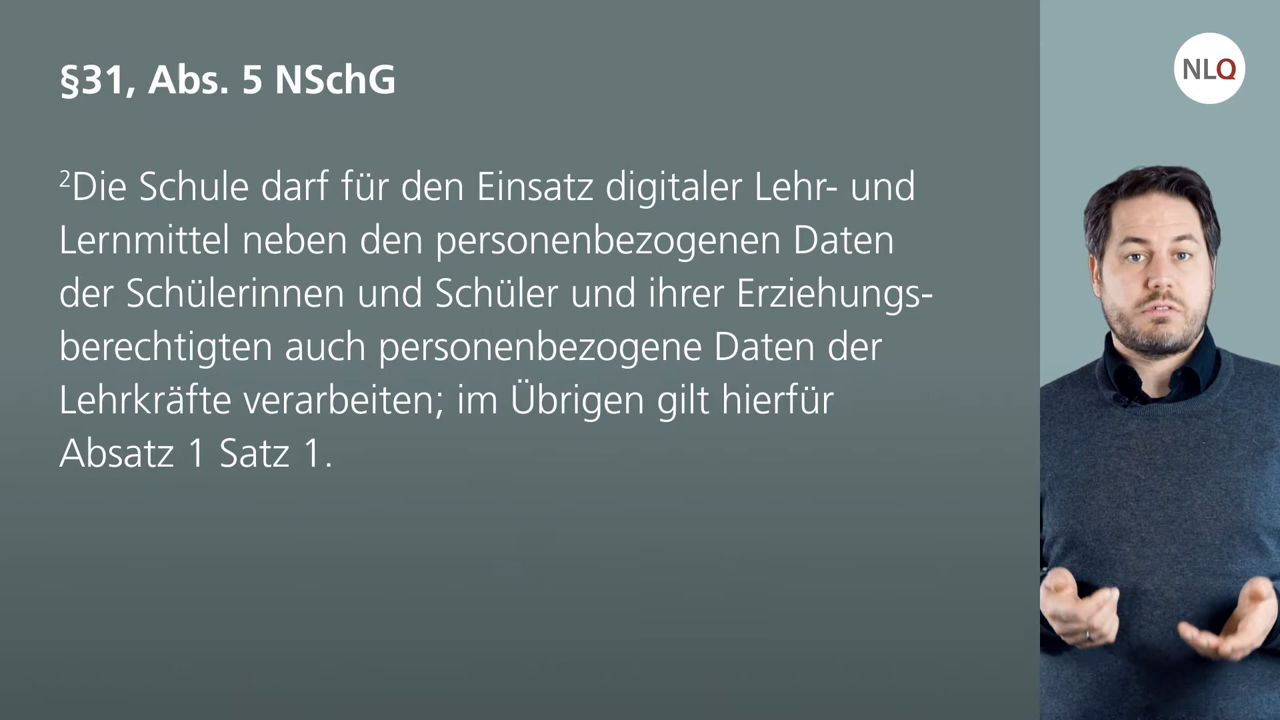 §31, Abs. 5 NSchG
²Die Schule darf für den Einsatz digitaler Lehr- und
Lernmittel neben den personenbezogenen Daten
der Schülerinnen und Schüler und ihrer Erziehungs-
berechtigten auch personenbezogene Daten der
Lehrkräfte verarbeiten; im Übrigen gilt hierfür
Absatz 1 Satz 1.
NLQ